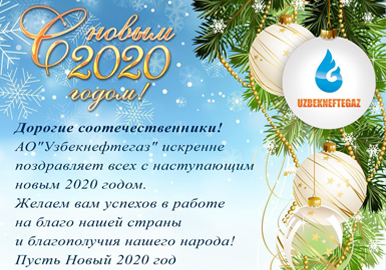 С новым
2020
годом!
UZBEKNEFTEGAZ
Дорогие соотечественники!
АО"Узбекнефтегаз" искренне
поздравляет всех с наступающим
новым 2020 годом.
Желаем вам успехов в работе
на благо нашей страны
и благополучия нашего народа!
Пусть Новый 2020 год